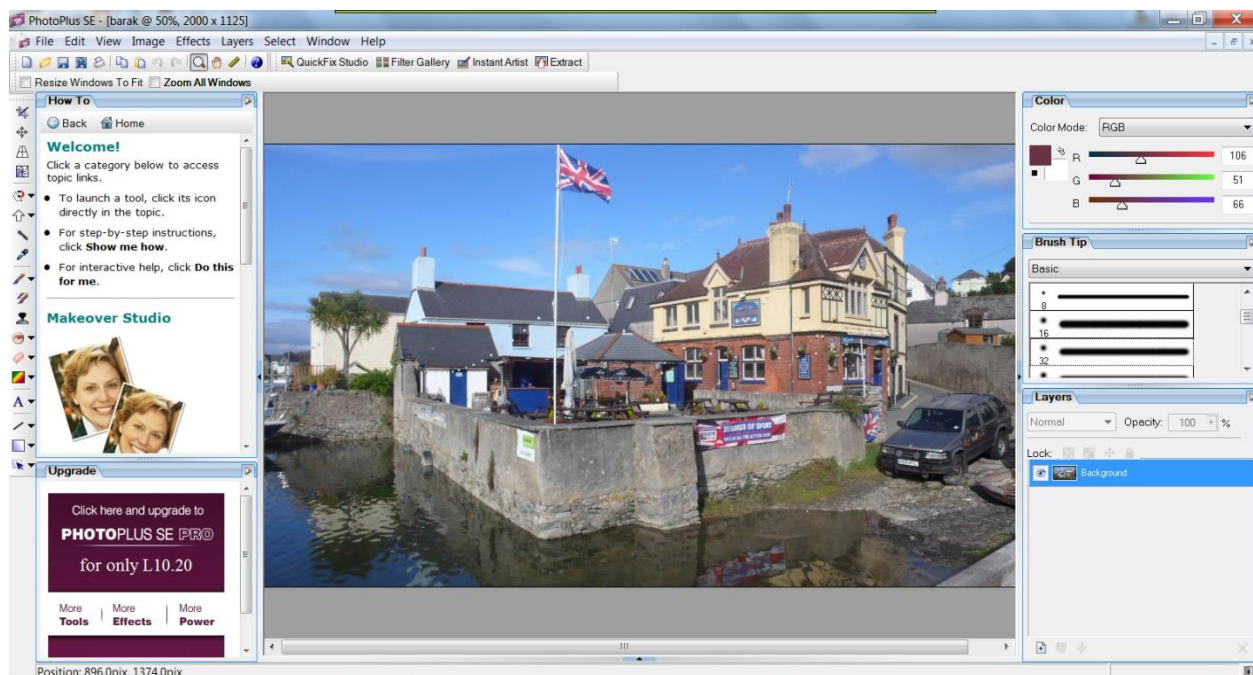 PhotoPlus SE - [barak @ 50%, 2000 x 1125]
File Edit View Image Effects Layers Select Window Help
QuickFix Studio Filter Gallery Instant Artist Extract
Resize Windows To Fit Zoom All Windows
How To
Back Home
Welcome!
Click a category below to access
topic links.
To launch a tool, click its icon
directly in the topic.
For step-by-step instructions,
click Show me how.
For interactive help, click Do this
for me.
Makeover Studio
Upgrade
Click here and upgrade to
PHOTOPLUS SE PRO
for only L10.20
More More More
Tools Effects Power
SUMMER OF SPORT
Color
Color Mode: RGB
R 106
G 51
B 66
Brush Tip
Basic
8
16
32
Layers
Normal Opacity: 100 %
Lock:
Background
Position: 896.0pix, 1374.0pix